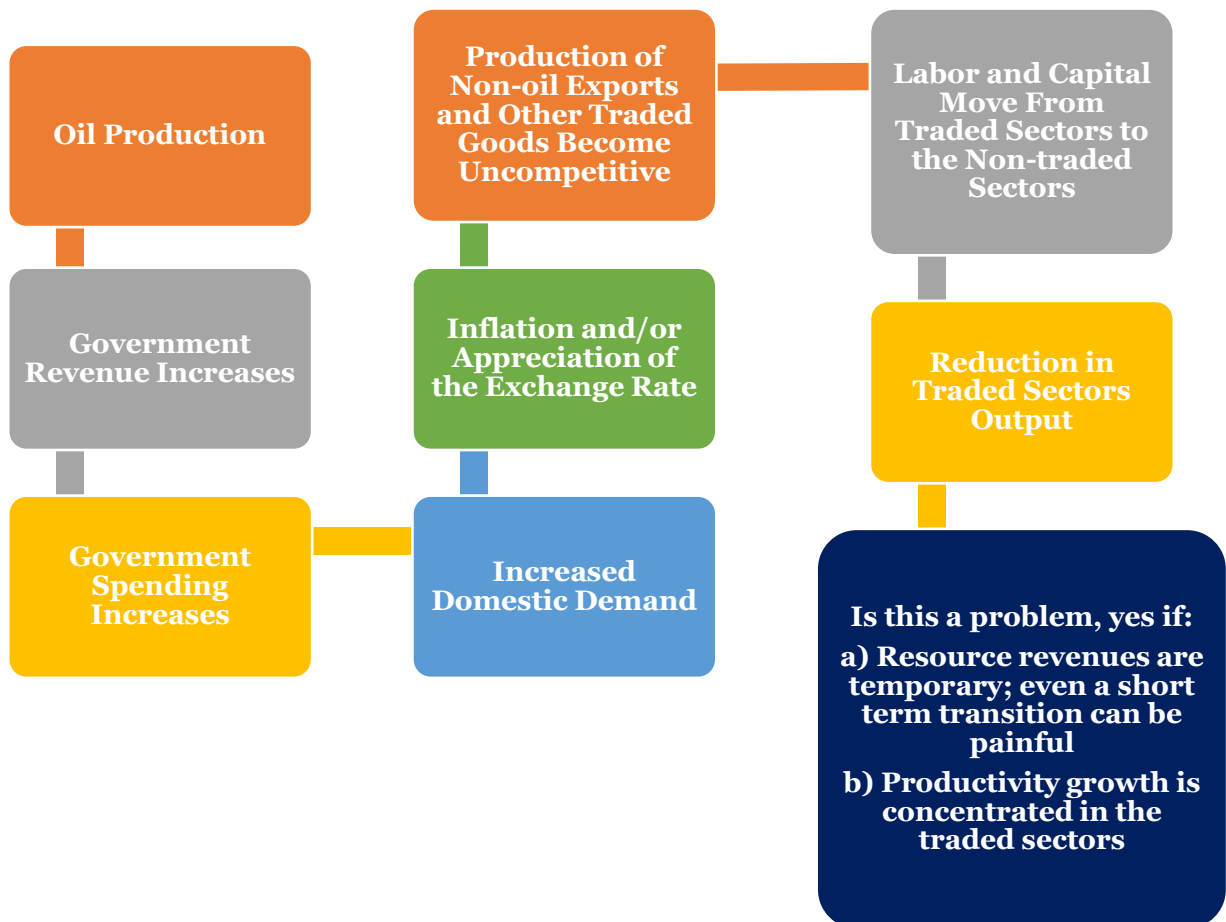 Oil Production
Government
Revenue Increases
Government
Spending
Increases
Increased
Domestic Demand
Inflation and/or
Appreciation of
the Exchange Rate
Production of
Non-oil Exports
and Other Traded
Goods Become
Uncompetitive
Labor and Capital
Move From
Traded Sectors to
the Non-traded
Sectors
Reduction in
Traded Sectors
Output
Is this a problem, yes if:
a) Resource revenues are
temporary; even a short
term transition can be
painful
b) Productivity growth is
concentrated in the
traded sectors